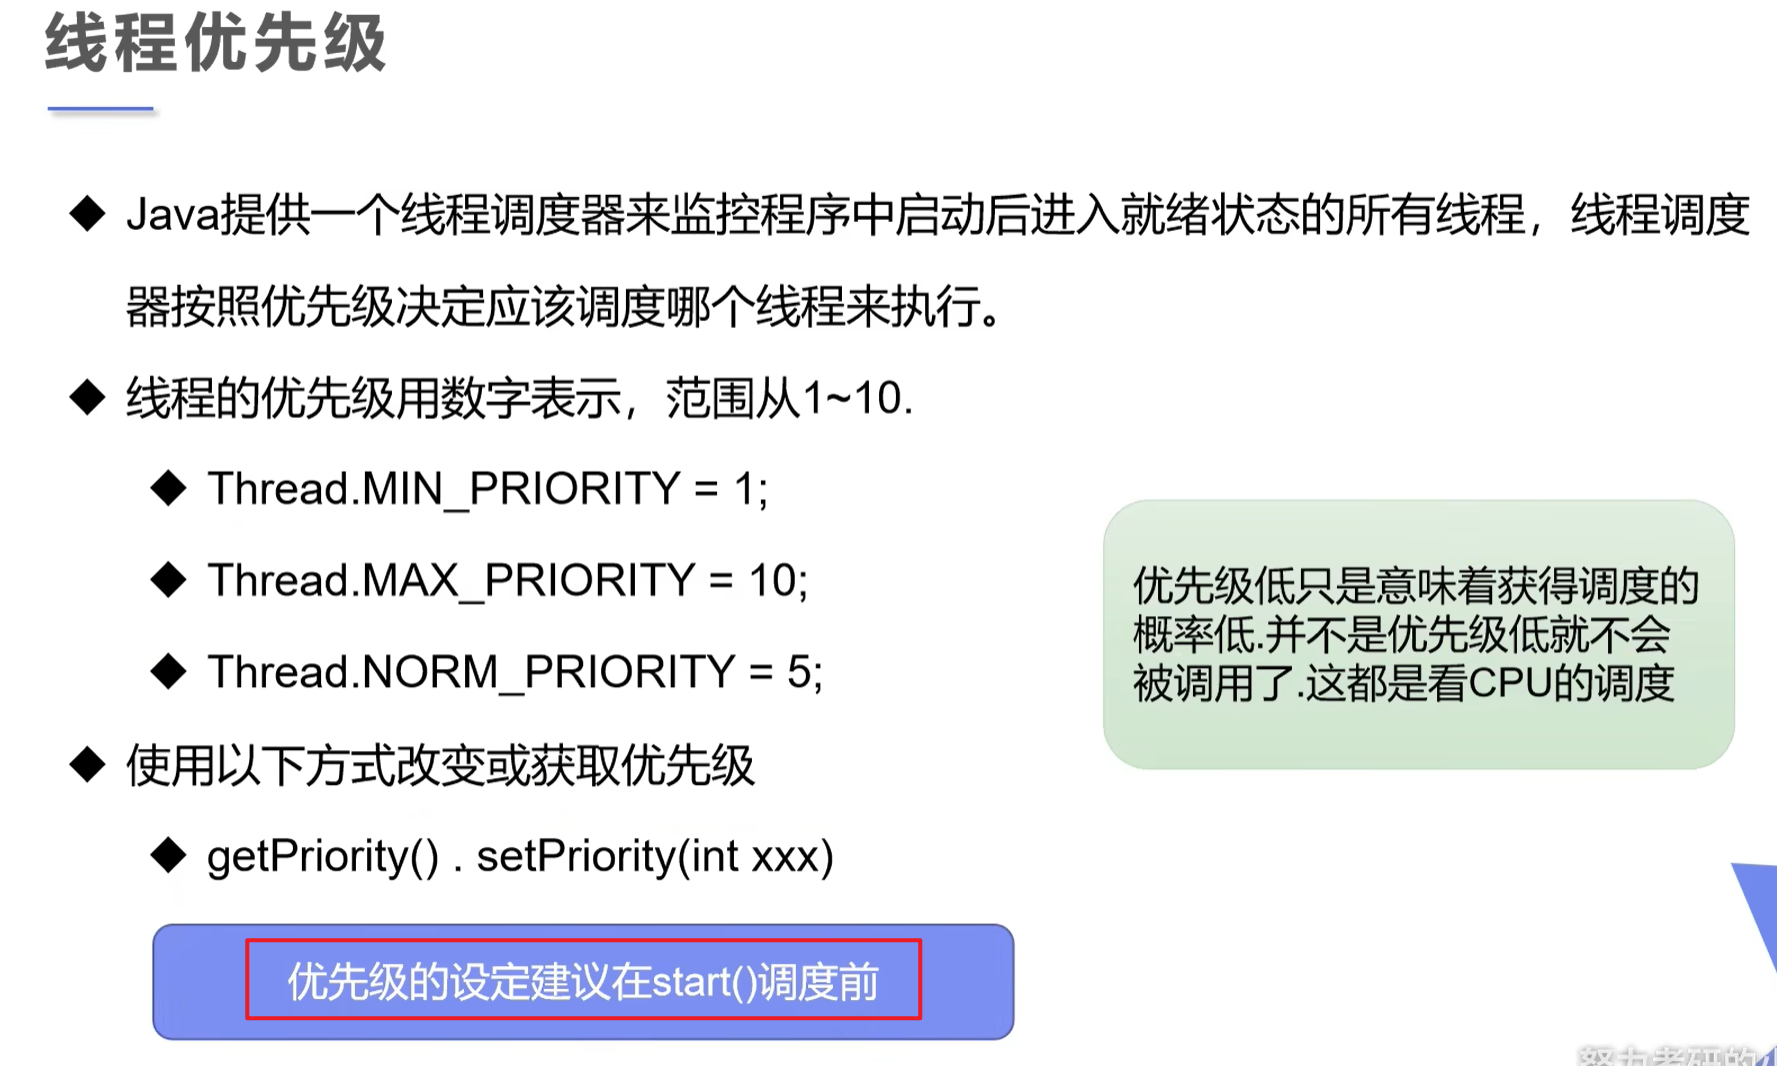 线程优先级
Java提供一个线程调度器来监控程序中启动后进入就绪状态的所有线程，线程调度
器按照优先级决定应该调度哪个线程来执行。
线程的优先级用数字表示，范围从1~10.
Thread.MIN_PRIORITY = 1;
Thread.MAX_PRIORITY = 10;
Thread.NORM_PRIORITY = 5;
优先级低只是意味着获得调度的
概率低.并不是优先级低就不会
被调用了.这都是看CPU的调度
使用以下方式改变或获取优先级
getPriority() . setPriority(int xxx)
优先级的设定建议在start()调度前
努力考研的